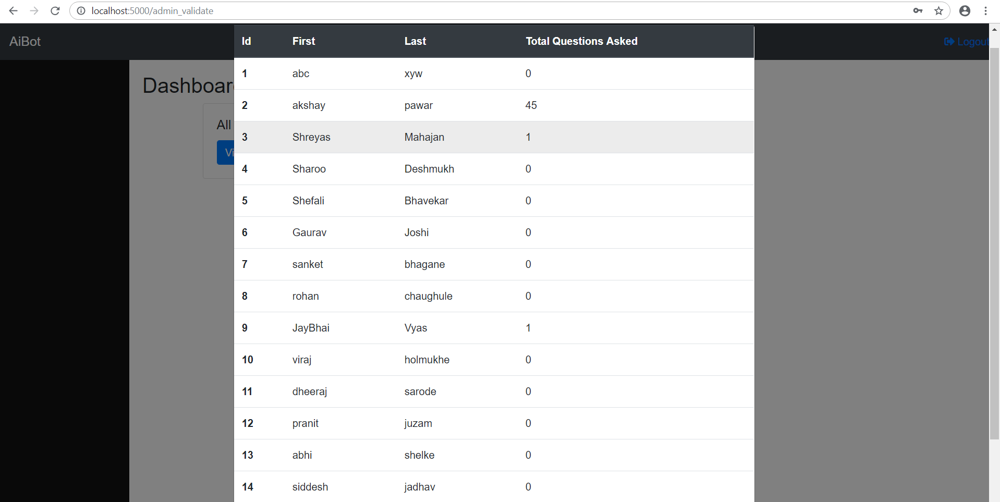 localhost:5000/admin_validate
AiBot
Logout
Id First Last Total Questions Asked
1 abc xyw 0
Dashboar
2 akshay pawar 45
All
3 Shreyas Mahajan 1
Vi
4 Sharoo Deshmukh 0
5 Shefali Bhavekar 0
6 Gaurav Joshi 0
7 sanket bhagane 0
8 rohan chaughule 0
9 JayBhai Vyas 1
10 viraj holmukhe 0
11 dheeraj sarode 0
12 pranit juzam 0
13 abhi shelke 0
14 siddesh jadhav 0